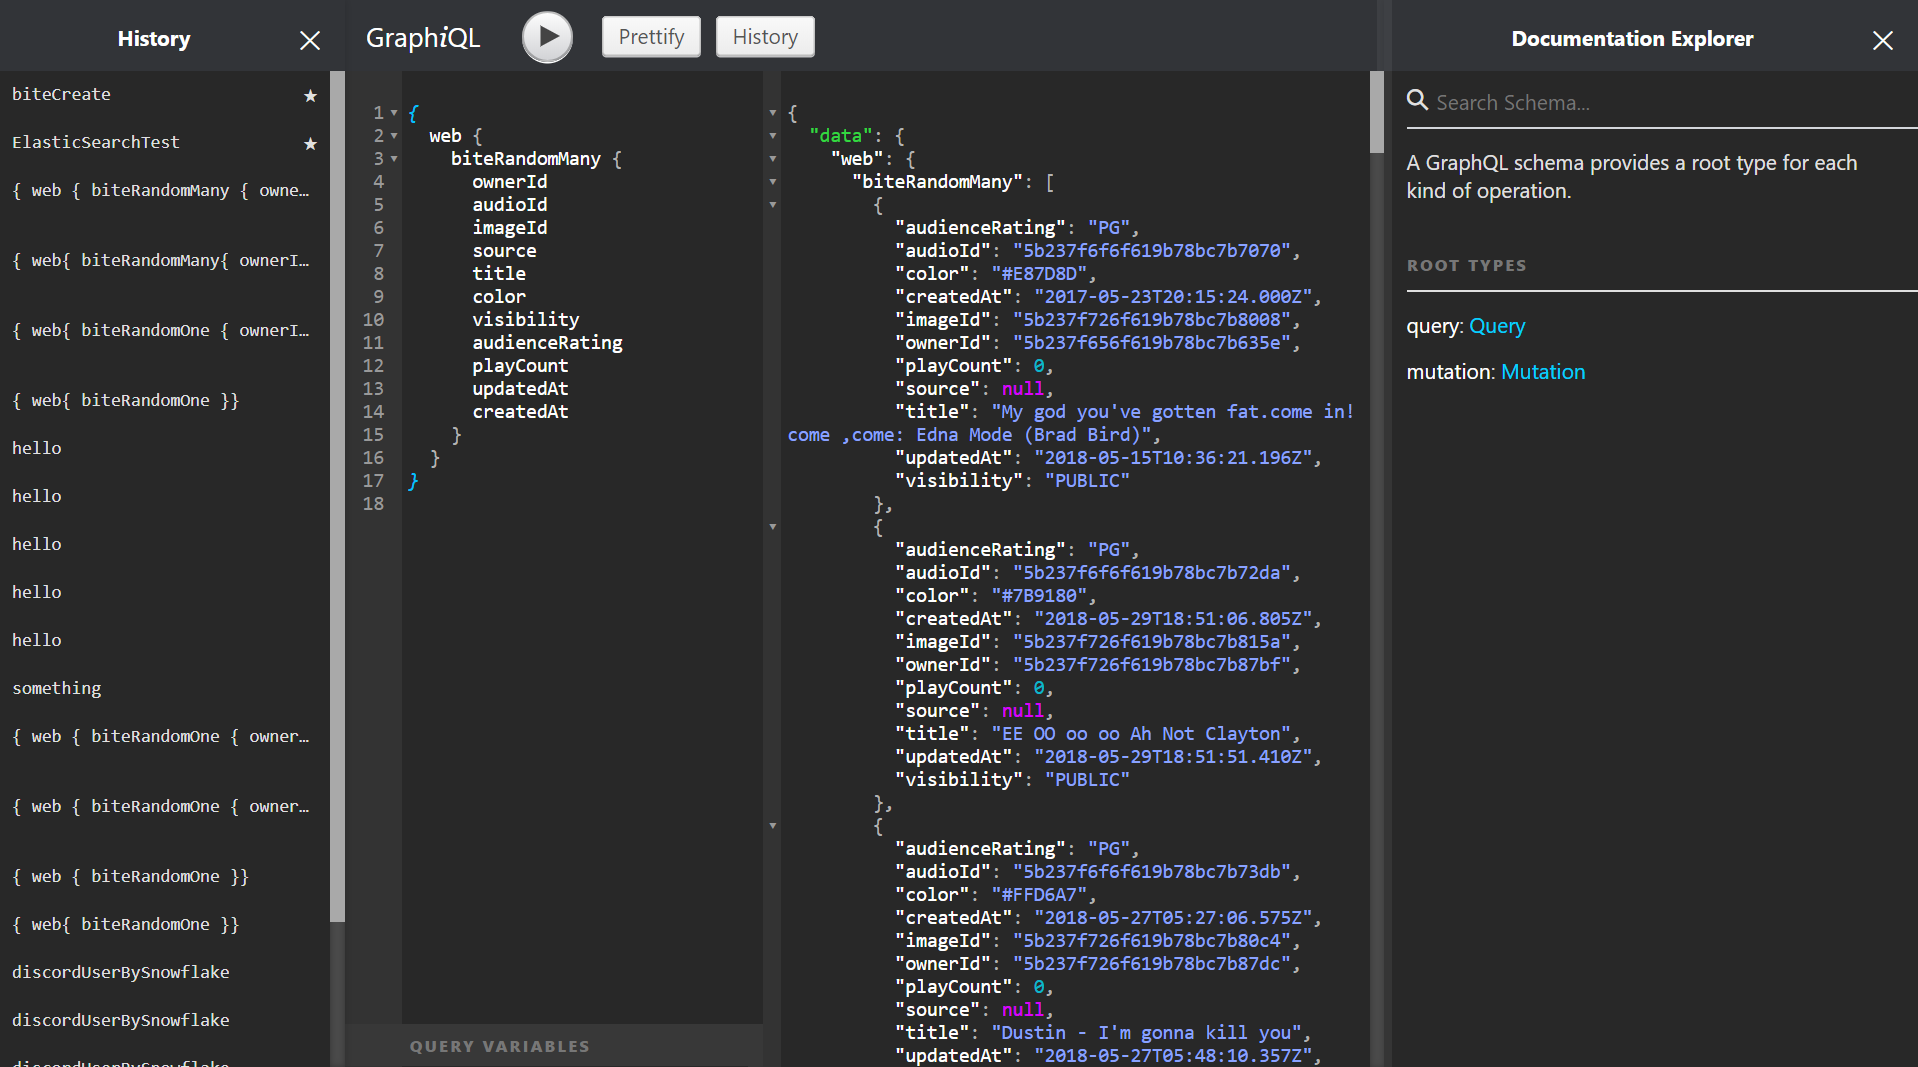 History
biteCreate
ElasticSearchTest
{ web { biteRandomMany { owne…
{ web{ biteRandomMany{ ownerI…
{ web{ biteRandomOne { ownerI…
{ web{ biteRandomOne }}
hello
hello
hello
hello
hello
something
{ web { biteRandomOne { owner…
{ web { biteRandomOne { owner…
{ web { biteRandomOne }}
{ web{ biteRandomOne }}
discordUserBySnowflake
discordUserBySnowflake
discordUserBySnowflake
GraphiQL
Prettify
History
1 {
2 web {
3 biteRandomMany {
4 ownerId
5 audioId
6 imageId
7 source
8 title
9 color
10 visibility
11 audienceRating
12 playCount
13 updatedAt
14 createdAt
15 }
16 }
17 }
18
QUERY VARIABLES
{
"data": {
"web": {
"biteRandomMany": [
{
"audienceRating": "PG",
"audioId": "5b237f6f6f619b78bc7b7070",
"color": "#E87D8D",
"createdAt": "2017-05-23T20:15:24.000Z",
"imageId": "5b237f726f619b78bc7b8008",
"ownerId": "5b237f656f619b78bc7b635e",
"playCount": 0,
"source": null,
"title": "My god you've gotten fat.come in!
come ,come: Edna Mode (Brad Bird)",
"updatedAt": "2018-05-15T10:36:21.196Z",
"visibility": "PUBLIC"
},
{
"audienceRating": "PG",
"audioId": "5b237f6f6f619b78bc7b72da",
"color": "#7B9180",
"createdAt": "2018-05-29T18:51:06.805Z",
"imageId": "5b237f726f619b78bc7b815a",
"ownerId": "5b237f726f619b78bc7b87bf",
"playCount": 0,
"source": null,
"title": "EE OO oo oo Ah Not Clayton",
"updatedAt": "2018-05-29T18:51:51.410Z",
"visibility": "PUBLIC"
},
{
"audienceRating": "PG",
"audioId": "5b237f6f6f619b78bc7b73db",
"color": "#FFD6A7",
"createdAt": "2018-05-27T05:27:06.575Z",
"imageId": "5b237f726f619b78bc7b80c4",
"ownerId": "5b237f726f619b78bc7b87dc",
"playCount": 0,
"source": null,
"title": "Dustin - I'm gonna kill you",
"updatedAt": "2018-05-27T05:48:10.357Z",
Documentation Explorer
Search Schema...
A GraphQL schema provides a root type for each
kind of operation.
ROOT TYPES
query: Query
mutation: Mutation